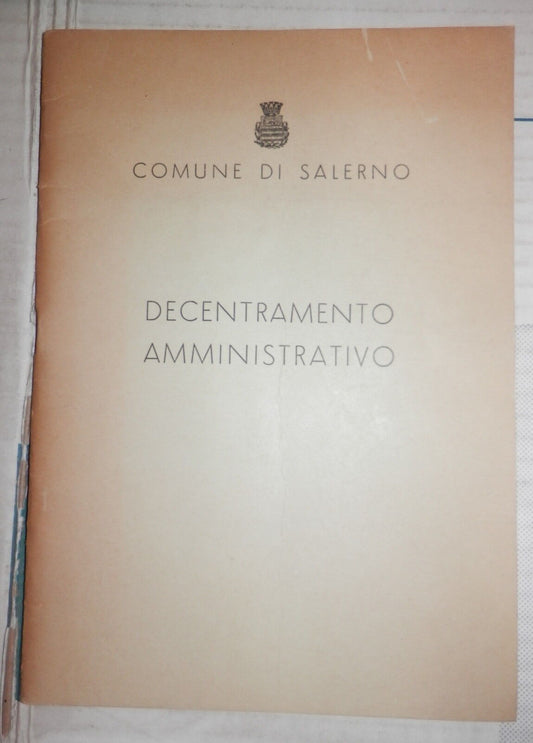 COMUNE DI SALERNO
DECENTRAMENTO
AMMINISTRATIVO